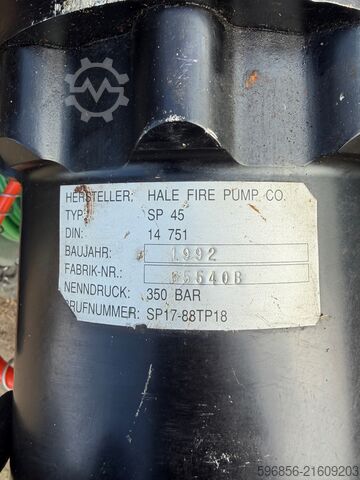 HERSTELLER: HALE FIRE PUMP CO.
TYP: SP 45
DIN: 14 751
BAUJAHR: 1992
FABRIK-NR.:
NENNDRUCK: 350 BAR
PRUFNUMMER: SP17-88TP18
596856-21609203